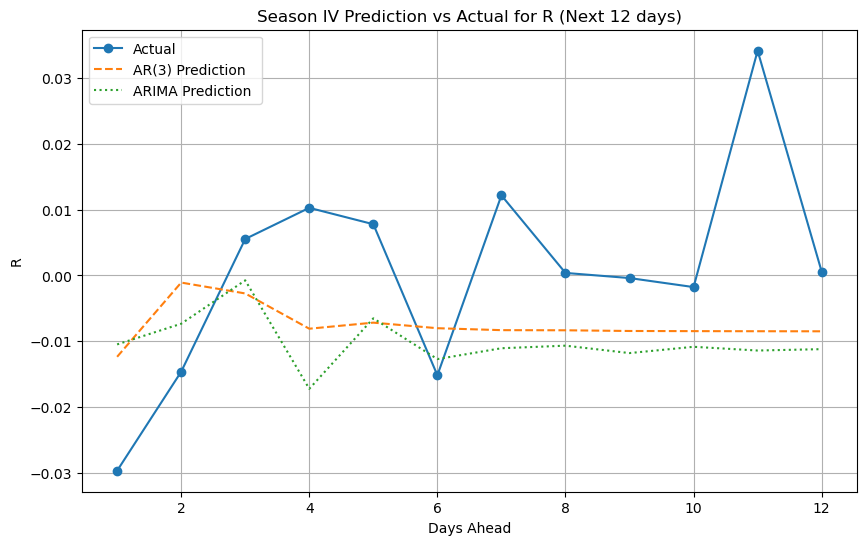 Season IV Prediction vs Actual for R (Next 12 days)
Actual
AR(3) Prediction
ARIMA Prediction
R
0.03
0.02
0.01
0.00
−0.01
−0.02
−0.03
2 4 6 8 10 12
Days Ahead